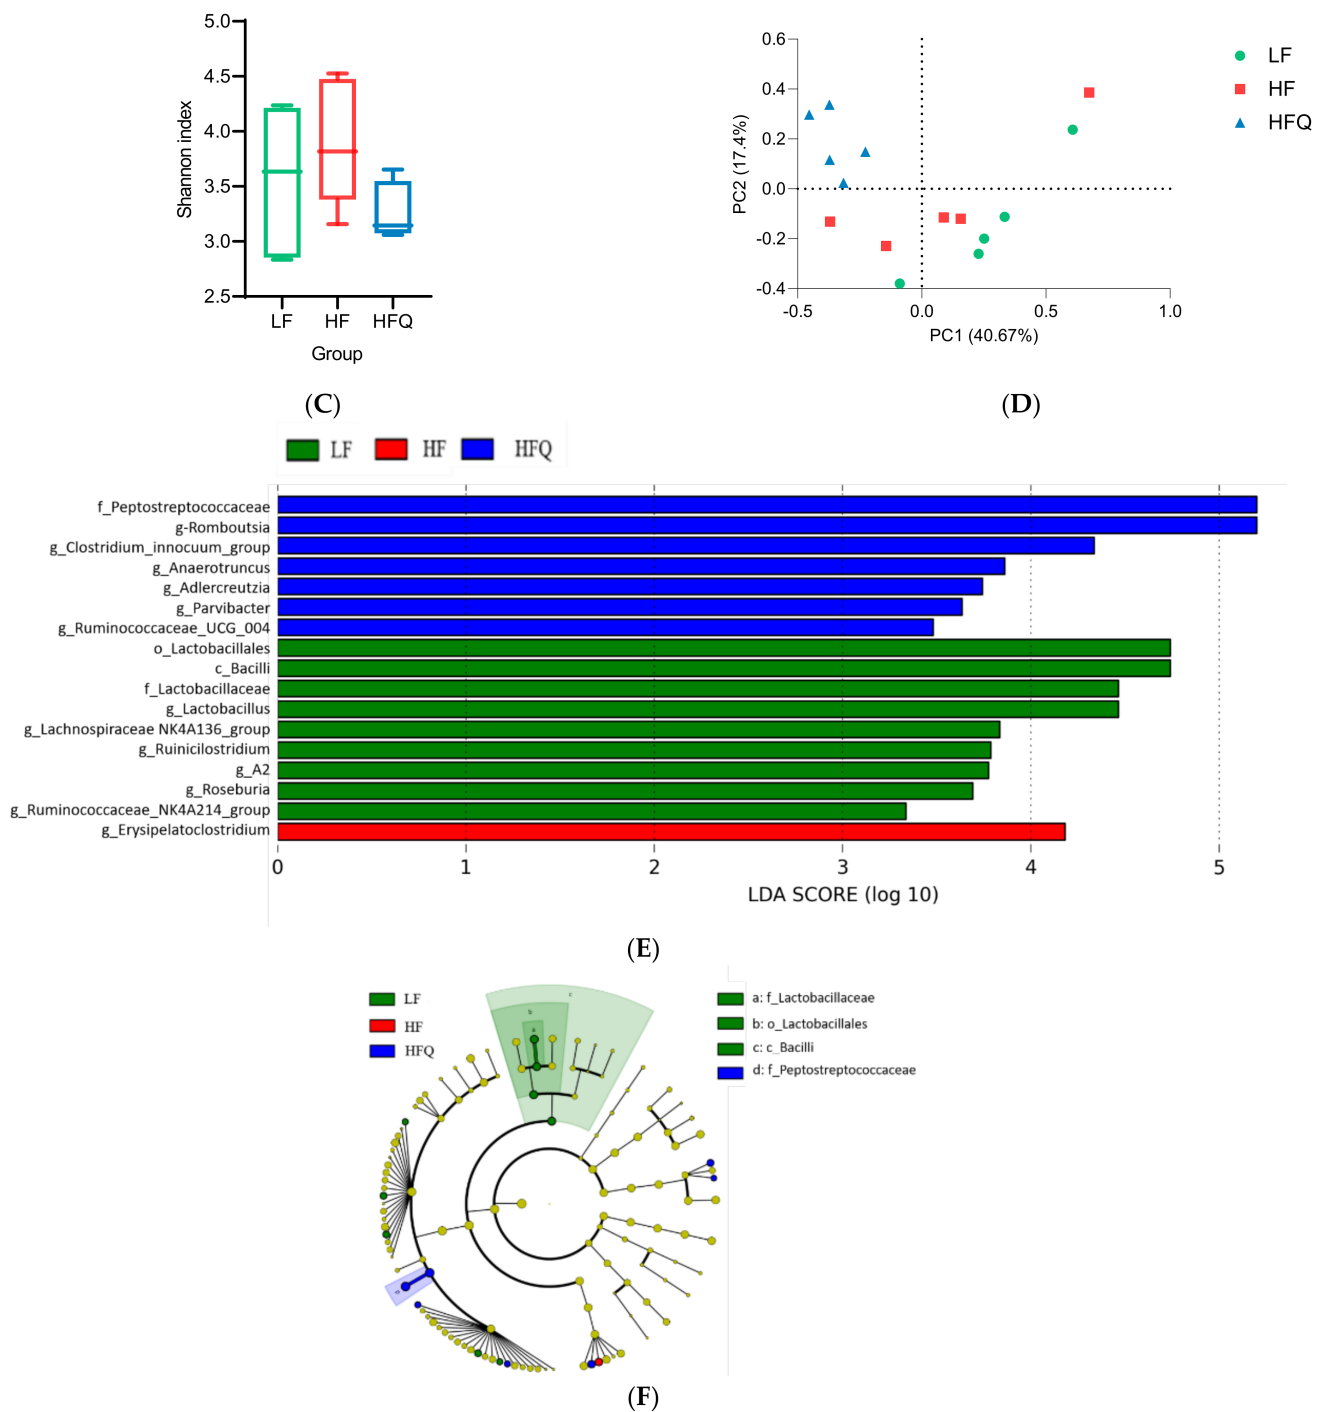 5.0
4.5
4.0
3.5
3.0
2.5
Shannon index
LF HF HFQ
Group
(C)
0.6
0.4
0.2
0.0
-0.2
-0.4
PC2 (17.4%)
-0.5 0.0 0.5 1.0
PC1 (40.67%)
LF
HF
HFQ
(D)
LF HF HFQ
f_Peptostreptococcaceae
g-Romboutsia
g_Clostridium_innocuum_group
g_Anaerotruncus
g_Adlercreutzia
g_Parvibacter
g_Ruminococcaceae_UCG_004
o_Lactobacillales
c_Bacilli
f_Lactobacillaceae
g_Lactobacillus
g_Lachnospiraceae NK4A136_group
g_Ruinicilostridium
g_A2
g_Roseburia
g_Ruminococcaceae_NK4A214_group
g_Erysipelatoclostridium
0 1 2 3 4 5
LDA SCORE (log 10)
(E)
LF
HF
HFQ
a: f_Lactobacillaceae
b: o_Lactobacillales
c: c_Bacilli
d: f_Peptostreptococcaceae
(F)